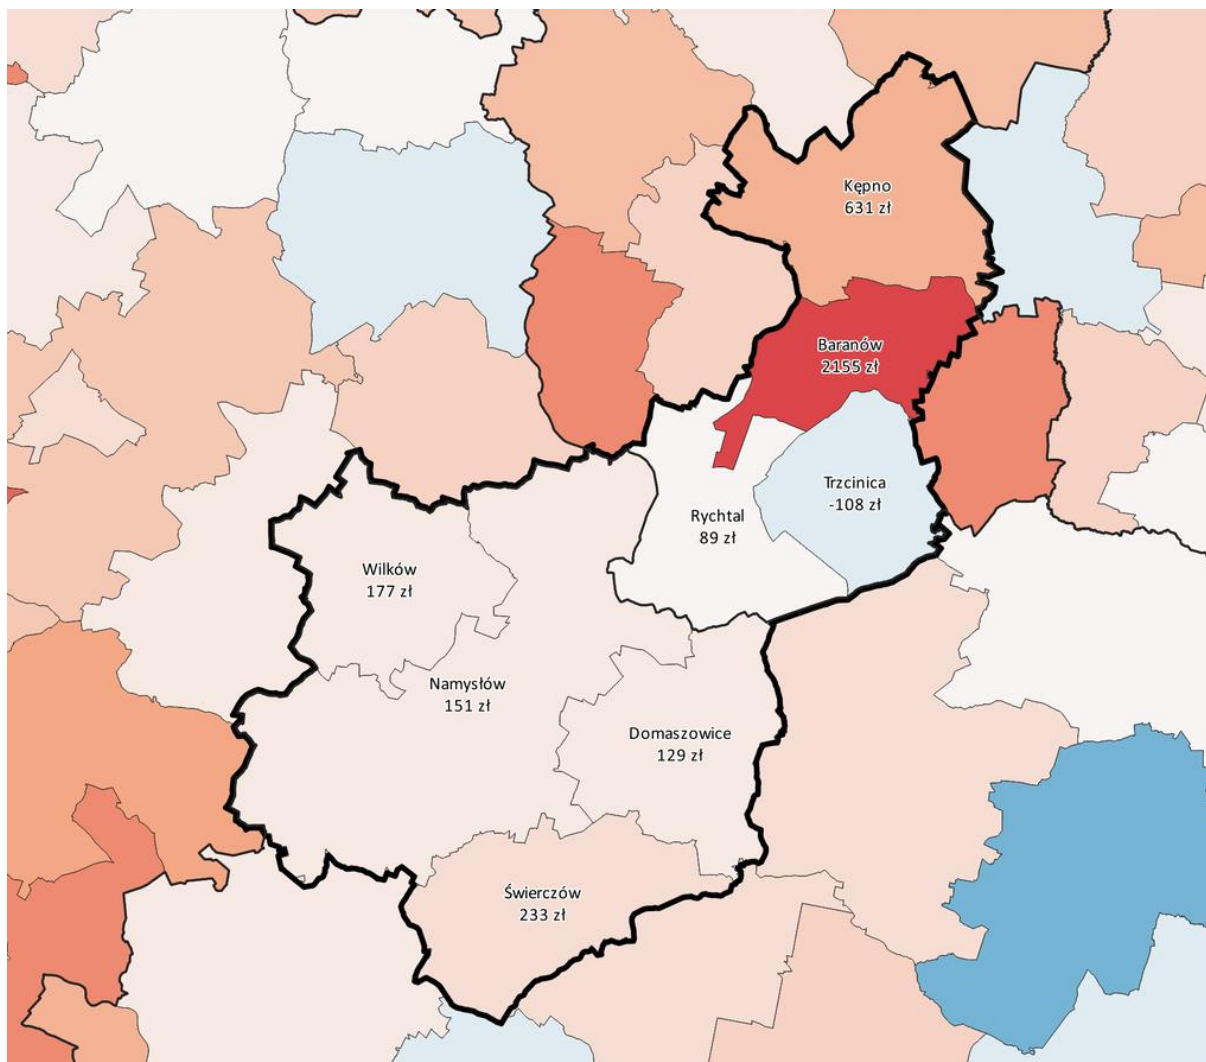 Kępno
631 zł
Baranów
2155 zł
Trzcinica
-108 zł
Rychtal
89 zł
Wilków
177 zł
Namysłów
151 zł
Domaszowice
129 zł
Świerczów
233 zł